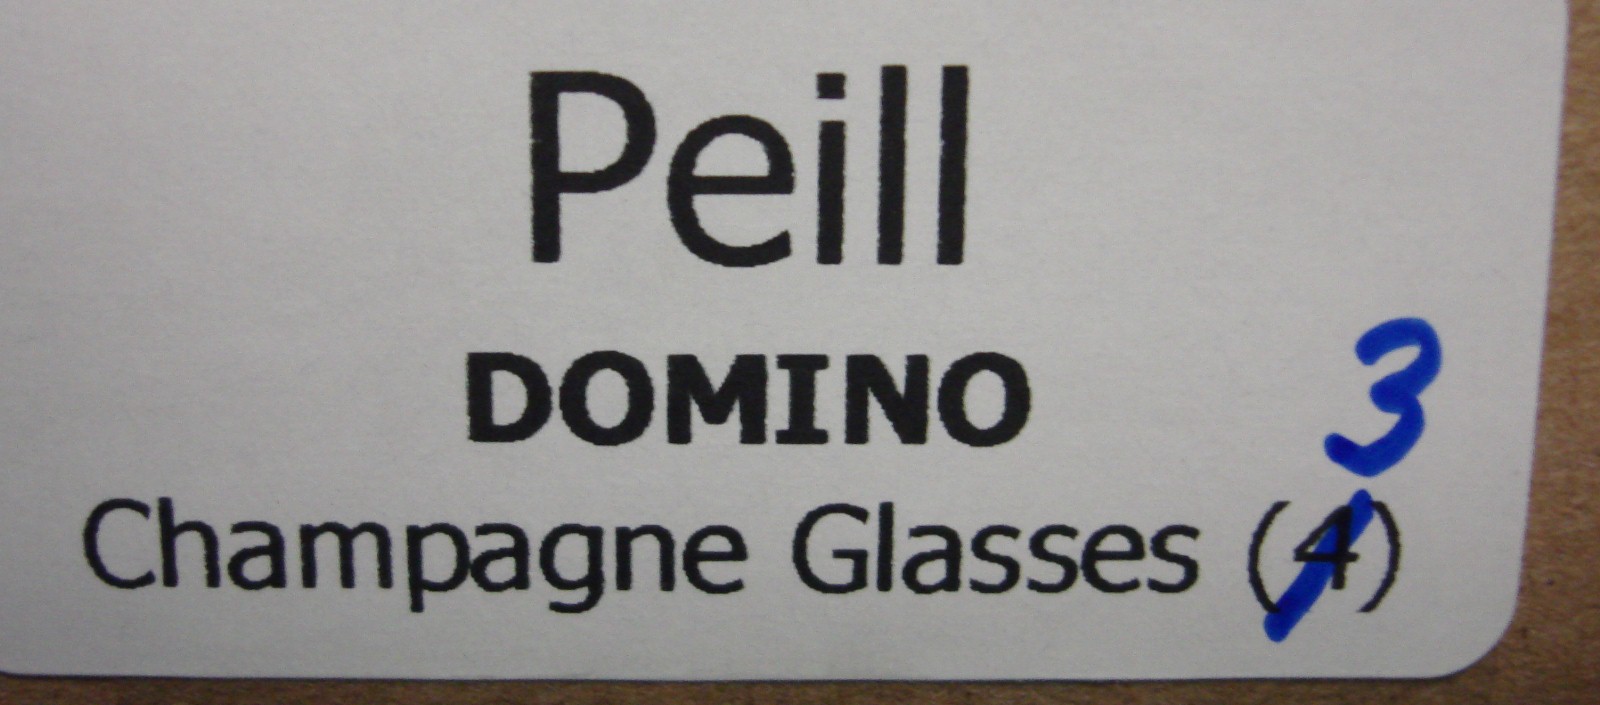 Peill
DOMINO
3
Champagne Glasses (4)